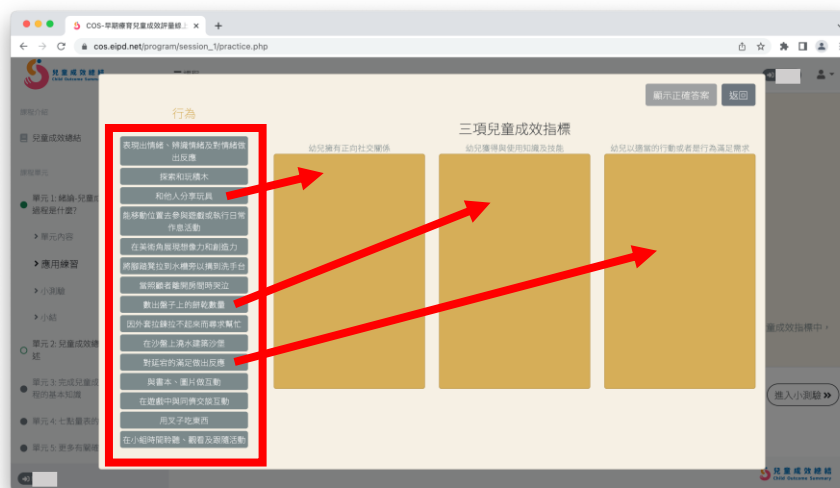 COS-早期療育兒童成效評量線上
cos.eipd.net/program/session_1/practice.php
兒童成效總結
Child Outcome Summary
顯示正確答案
返回
行為
三項兒童成效指標
幼兒擁有正向社交關係
幼兒獲得與使用知識及技能
幼兒以適當的行動或者是行為滿足需求
表現出情緒、辨識情緒及對情緒做
出反應
探索和玩積木
和他人分享玩具
能移動位置去參與遊戲或執行日常
作息活動
在美術角展現想像力和創造力
將腳踏凳拉到水槽旁以搆到洗手台
當照顧者離開房間時哭泣
數出盤子上的餅乾數量
因外套拉鍊拉不起來而尋求幫忙
在沙盤上澆水建築沙堡
對延宕的滿足做出反應
與書本、圖片做互動
在遊戲中與同儕交談互動
用叉子吃東西
在小組時間聆聽、觀看及跟隨活動
課程介紹
兒童成效總結
課程單元
單元 1: 緒論-兒童成
過程是什麼?
單元內容
應用練習
小測驗
小結
單元 2: 兒童成效總
述
單元 3: 完成兒童成
程的基本知識
單元 4: 七點量表的
單元 5: 更多有關
童成效指標中。
進入小測驗
兒童成效總結
Child Outcome Summary